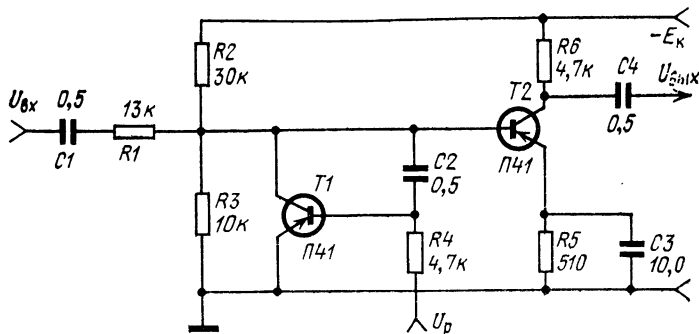 R2
30к
R6
4,7к
-Eк
C4
Uвых
0,5
T2
П41
Uвх
0,5
C1
13к
R1
C2
0,5
T1
П41
R3
10к
R4
4,7к
R5
510
C3
10,0
Uр